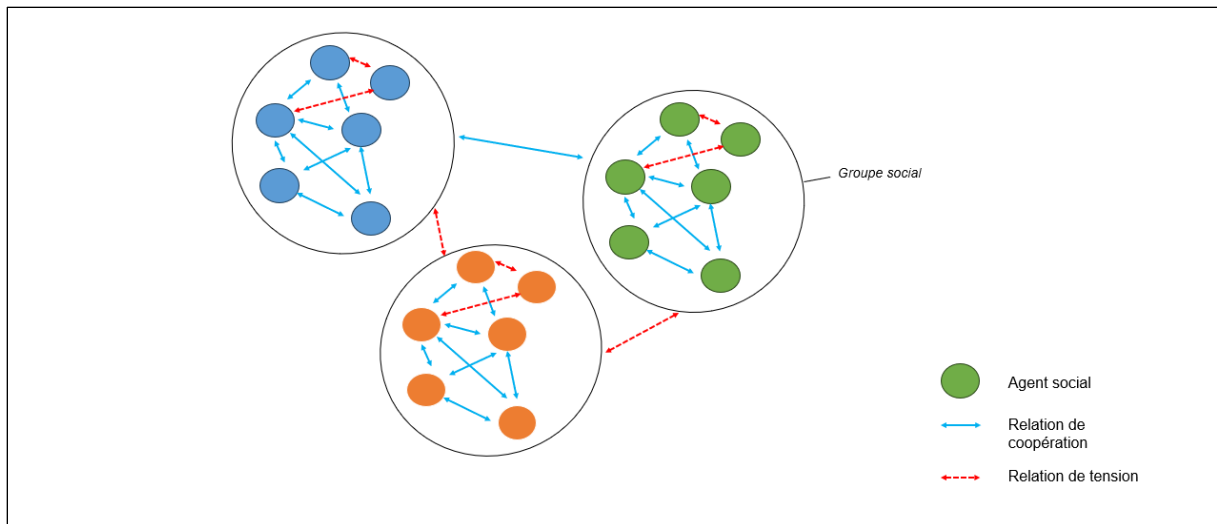 Groupe social
Agent social
Relation de
coopération
Relation de tension